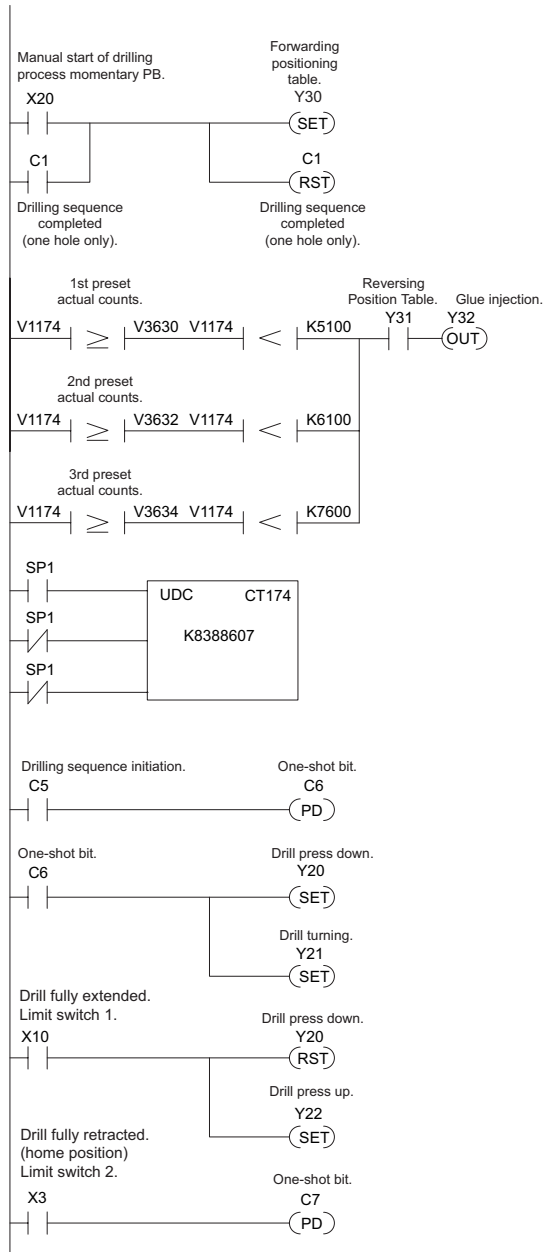 Manual start of drilling
process momentary PB.
X20
Forwarding
positioning
table.
Y30
SET
C1
Drilling sequence
completed
(one hole only).
C1
RST
Drilling sequence
completed
(one hole only).
1st preset
actual counts.
Reversing
Position Table.
Glue injection.
V1174 ≥ V3630 V1174 < K5100 Y31 Y32
OUT
2nd preset
actual counts.
V1174 ≥ V3632 V1174 < K6100
3rd preset
actual counts.
V1174 ≥ V3634 V1174 < K7600
SP1
UDC CT174
SP1
K8388607
SP1
Drilling sequence initiation.
C5
One-shot bit.
C6
PD
One-shot bit.
C6
Drill press down.
Y20
SET
Drill turning.
Y21
SET
Drill fully extended.
Limit switch 1.
X10
Drill press down.
Y20
RST
Drill press up.
Y22
SET
Drill fully retracted.
(home position)
Limit switch 2.
X3
One-shot bit.
C7
PD